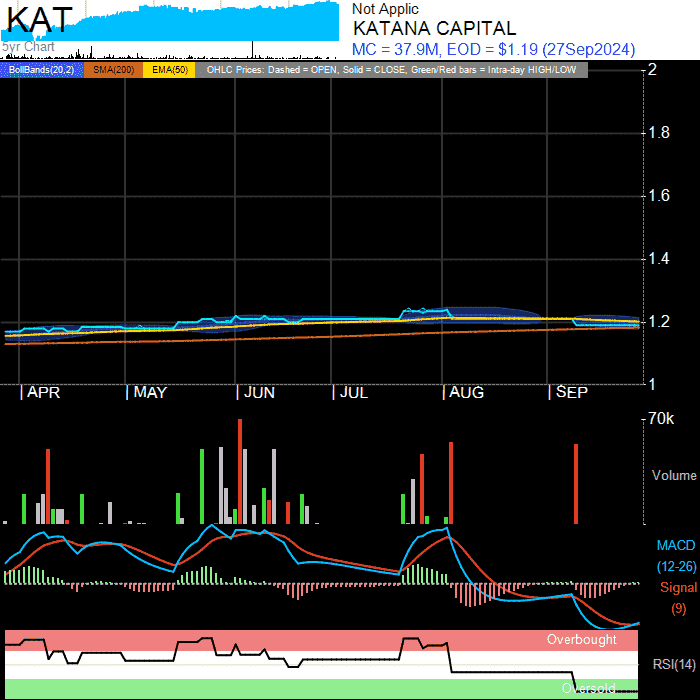 KAT
5yr Chart
Not Applic
KATANA CAPITAL
MC = 37.9M, EOD = $1.19 (27Sep2024)
BollBands(20,2) SMA(200) EMA(50) OHLC Prices: Dashed = OPEN, Solid = CLOSE, Green/Red bars = Intra-day HIGH/LOW
2
1.8
1.6
1.4
1.2
1
APR MAY JUN JUL AUG SEP
70k
Volume
MACD
(12-26)
Signal
(9)
Overbought
RSI(14)
Oversold